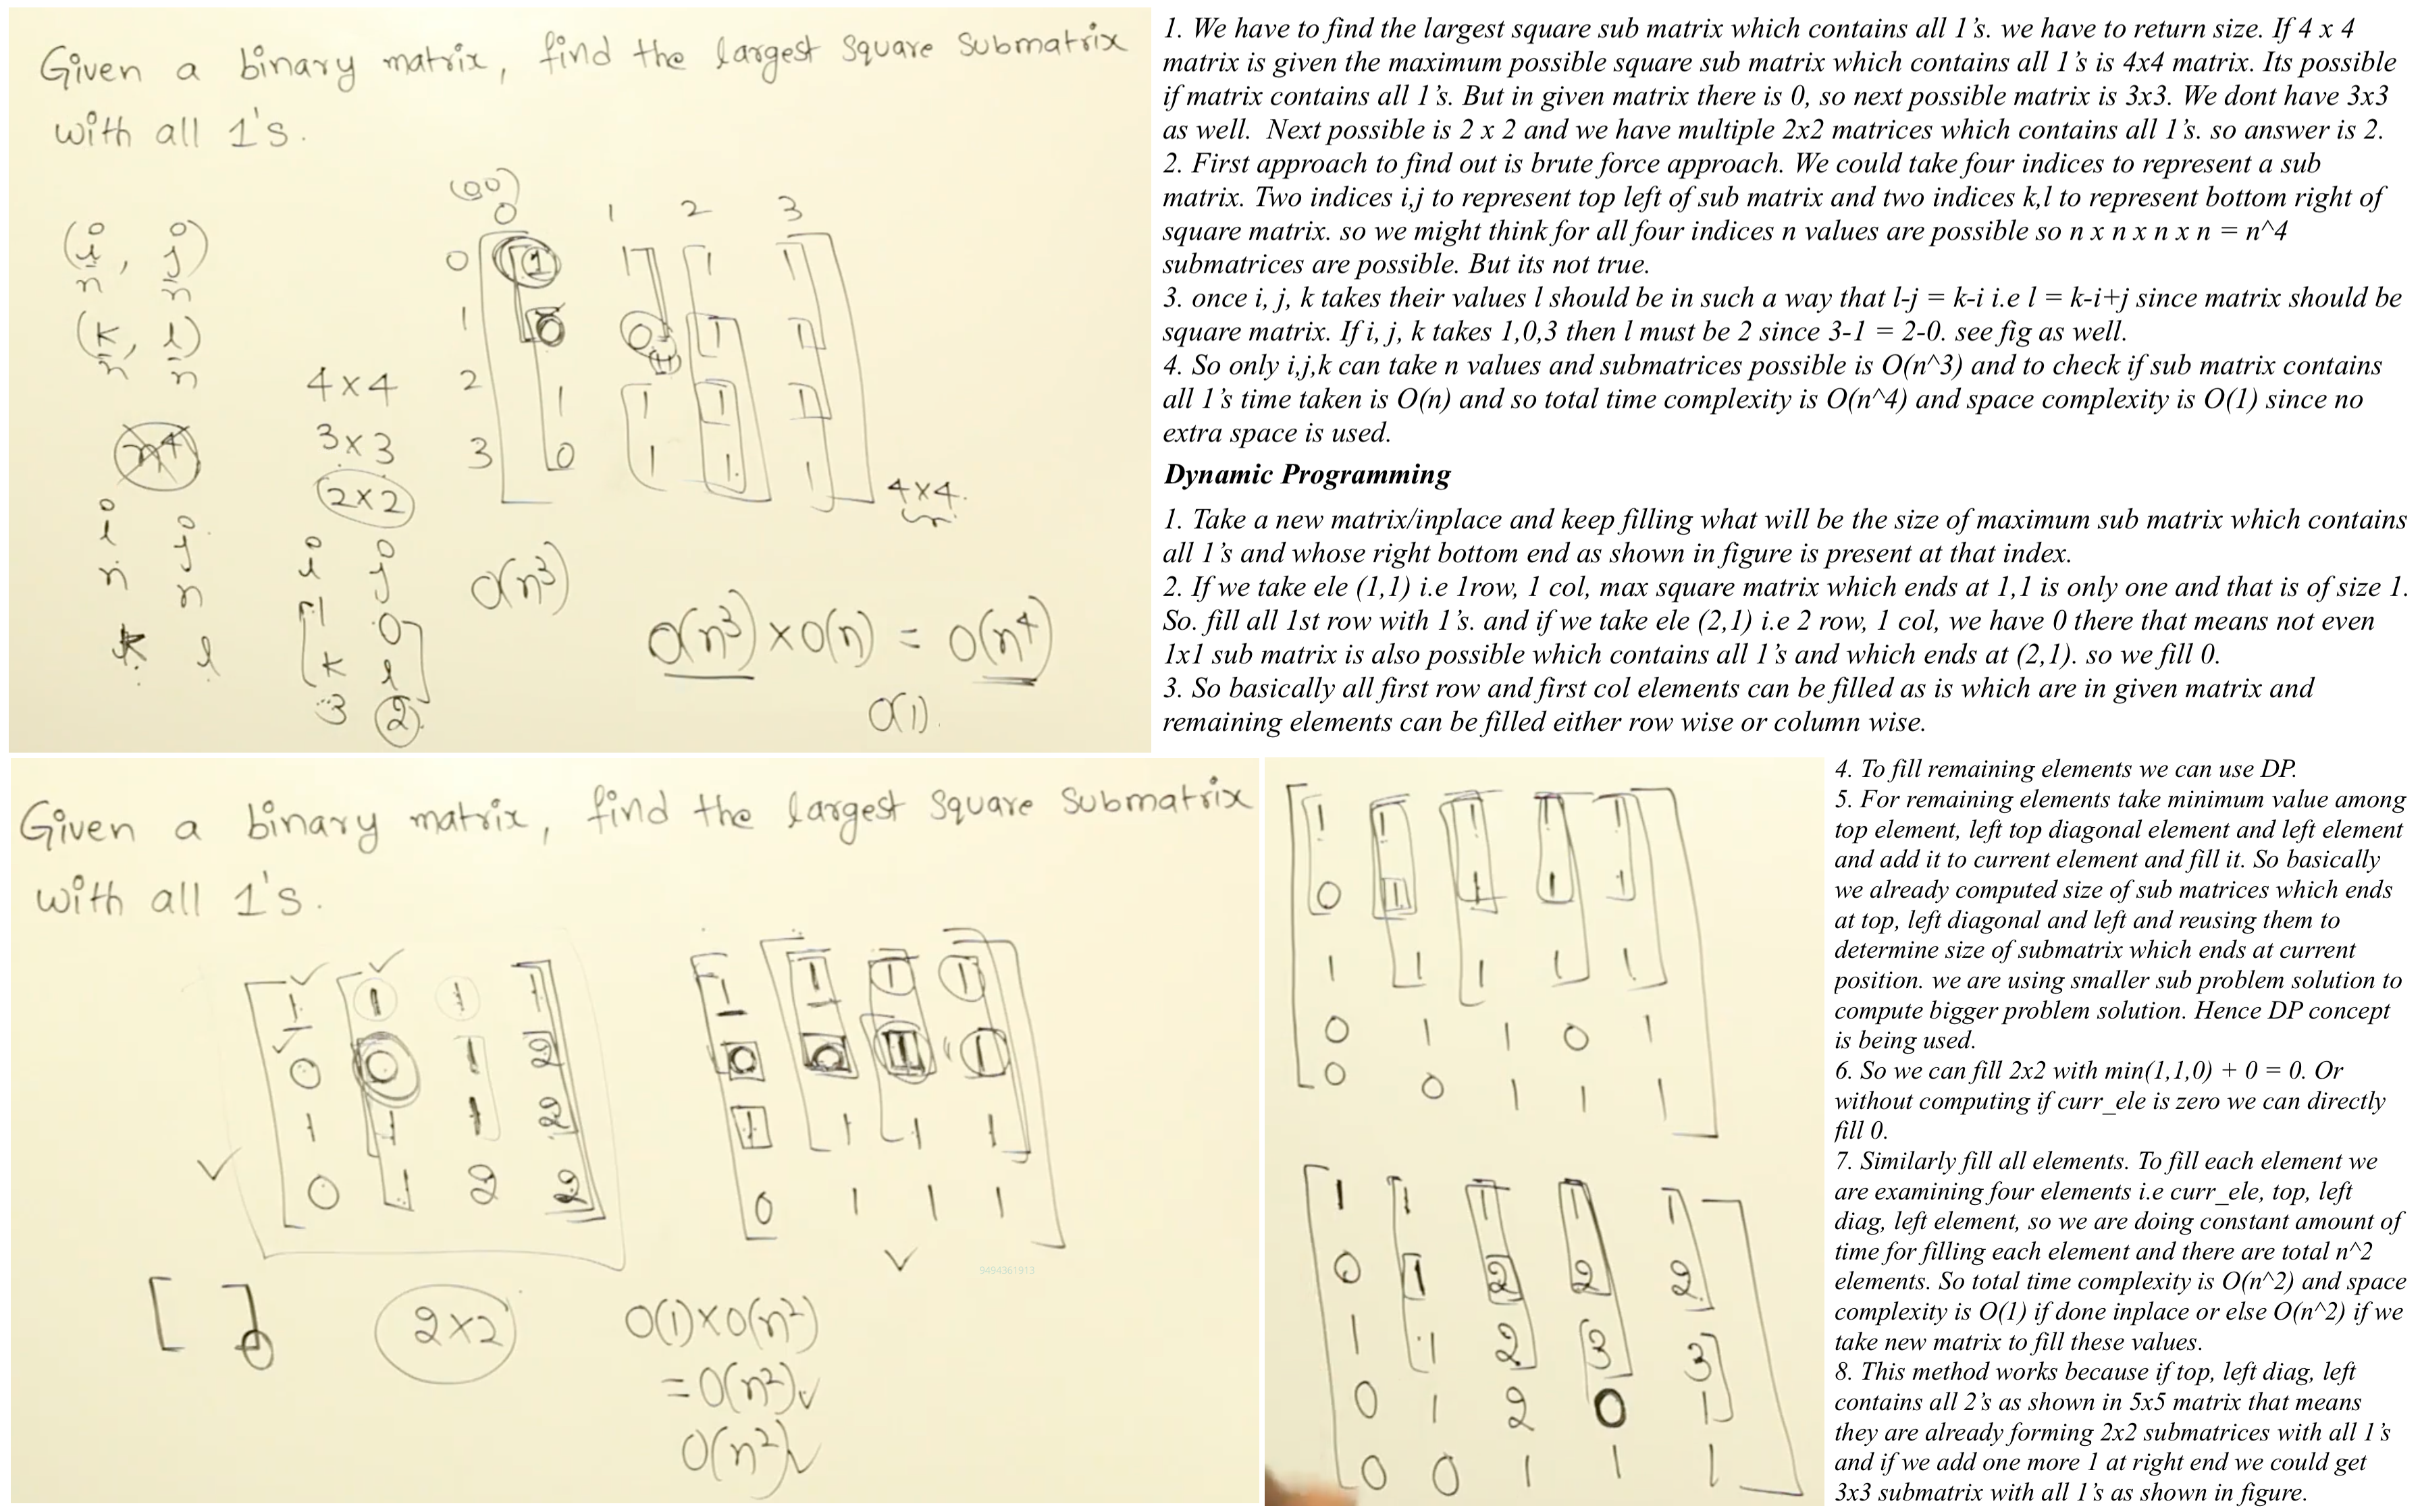 Given a binary matrix, find the largest square submatrix
with all 1's.
(00)
0 1 2 3
(i, j)
n n
0 1 1 1 1
1 0 0 1 1
(k, l)
n n
4x4 2 1 1 1 1
3x3 3 0 1 1 1
n^4
2x2
4x4
n
i j
n n
i j
O(n^3)
1 0
k l
k l
O(n^3) x O(n) = O(n^4)
3 2
O(1)
1. We have to find the largest square sub matrix which contains all 1's. we have to return size. If 4 x 4
matrix is given the maximum possible square sub matrix which contains all 1's is 4x4 matrix. Its possible
if matrix contains all 1's. But in given matrix there is 0, so next possible matrix is 3x3. We dont have 3x3
as well. Next possible is 2 x 2 and we have multiple 2x2 matrices which contains all 1's. so answer is 2.
2. First approach to find out is brute force approach. We could take four indices to represent a sub
matrix. Two indices i,j to represent top left of sub matrix and two indices k,l to represent bottom right of
square matrix. so we might think for all four indices n values are possible so n x n x n x n = n^4
submatrices are possible. But its not true.
3. once i, j, k takes their values l should be in such a way that l-j = k-i i.e l = k-i+j since matrix should be
square matrix. If i, j, k takes 1,0,3 then l must be 2 since 3-1 = 2-0. see fig as well.
4. So only i,j,k can take n values and submatrices possible is O(n^3) and to check if sub matrix contains
all 1's time taken is O(n) and so total time complexity is O(n^4) and space complexity is O(1) since no
extra space is used.
Dynamic Programming
1. Take a new matrix/inplace and keep filling what will be the size of maximum sub matrix which contains
all 1's and whose right bottom end as shown in figure is present at that index.
2. If we take ele (1,1) i.e 1row, 1 col, max square matrix which ends at 1,1 is only one and that is of size 1.
So. fill all 1st row with 1's. and if we take ele (2,1) i.e 2 row, 1 col, we have 0 there that means not even
1x1 sub matrix is also possible which contains all 1's and which ends at (2,1). so we fill 0.
3. So basically all first row and first col elements can be filled as is which are in given matrix and
remaining elements can be filled either row wise or column wise.
Given a binary matrix, find the largest square submatrix
with all 1's.
1 1 1 1
0 0 1 2
1 1 1 2
0 1 2 2
1 1 1 1
0 0 1 1
1 1 1 1
0 1 1 1
9494361913
2x2
O(1)xO(n^2)
=O(n^2)
O(n^2)
1 1 1 1 1
0 1 1 1 1
1 1 1 1 1
0 1 1 0 1
0 0 1 1 1
1 1 1 1 1
0 1 2 2 2
1 1 2 3 3
0 1 2 0 1
0 0 1 1 1
4. To fill remaining elements we can use DP.
5. For remaining elements take minimum value among
top element, left top diagonal element and left element
and add it to current element and fill it. So basically
we already computed size of sub matrices which ends
at top, left diagonal and left and reusing them to
determine size of submatrix which ends at current
position. we are using smaller sub problem solution to
compute bigger problem solution. Hence DP concept
is being used.
6. So we can fill 2x2 with min(1,1,0) + 0 = 0. Or
without computing if curr_ele is zero we can directly
fill 0.
7. Similarly fill all elements. To fill each element we
are examining four elements i.e curr_ele, top, left
diag, left element, so we are doing constant amount of
time for filling each element and there are total n^2
elements. So total time complexity is O(n^2) and space
complexity is O(1) if done inplace or else O(n^2) if we
take new matrix to fill these values.
8. This method works because if top, left diag, left
contains all 2's as shown in 5x5 matrix that means
they are already forming 2x2 submatrices with all 1's
and if we add one more 1 at right end we could get
3x3 submatrix with all 1's as shown in figure.